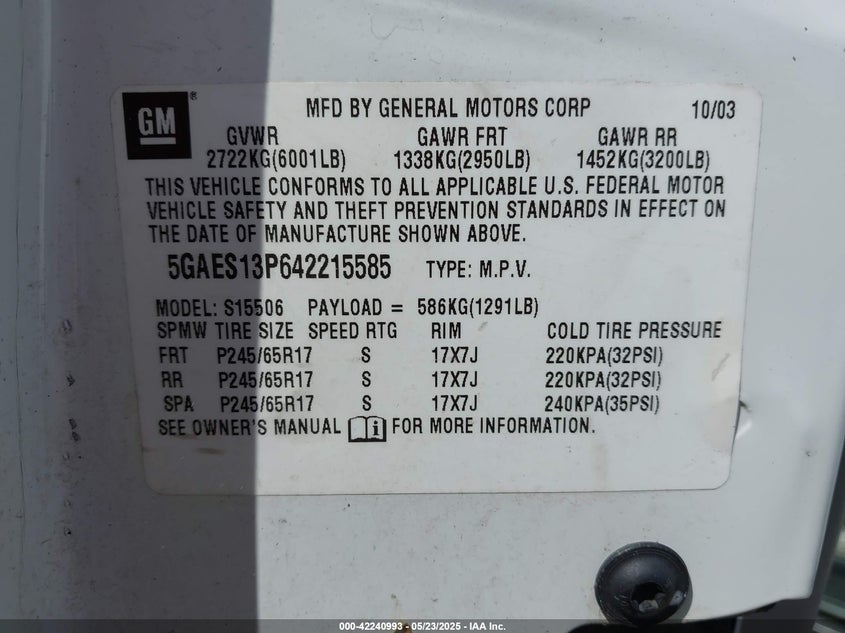 GM ®
MFD BY GENERAL MOTORS CORP 10/03
GVWR GAWR FRT GAWR RR
2722KG(6001LB) 1338KG(2950LB) 1452KG(3200LB)
THIS VEHICLE CONFORMS TO ALL APPLICABLE U.S. FEDERAL MOTOR
VEHICLE SAFETY AND THEFT PREVENTION STANDARDS IN EFFECT ON
THE DATE OF MANUFACTURE SHOWN ABOVE.
5GAES13P642215585 TYPE: M.P.V.
MODEL: S15506 PAYLOAD = 586KG(1291LB)
SPMW TIRE SIZE SPEED RTG RIM COLD TIRE PRESSURE
FRT P245/65R17 S 17X7J 220KPA(32PSI)
RR P245/65R17 S 17X7J 220KPA(32PSI)
SPA P245/65R17 S 17X7J 240KPA(35PSI)
SEE OWNER'S MANUAL i FOR MORE INFORMATION.
000-42240993 - 05/23/2025 - IAA Inc.